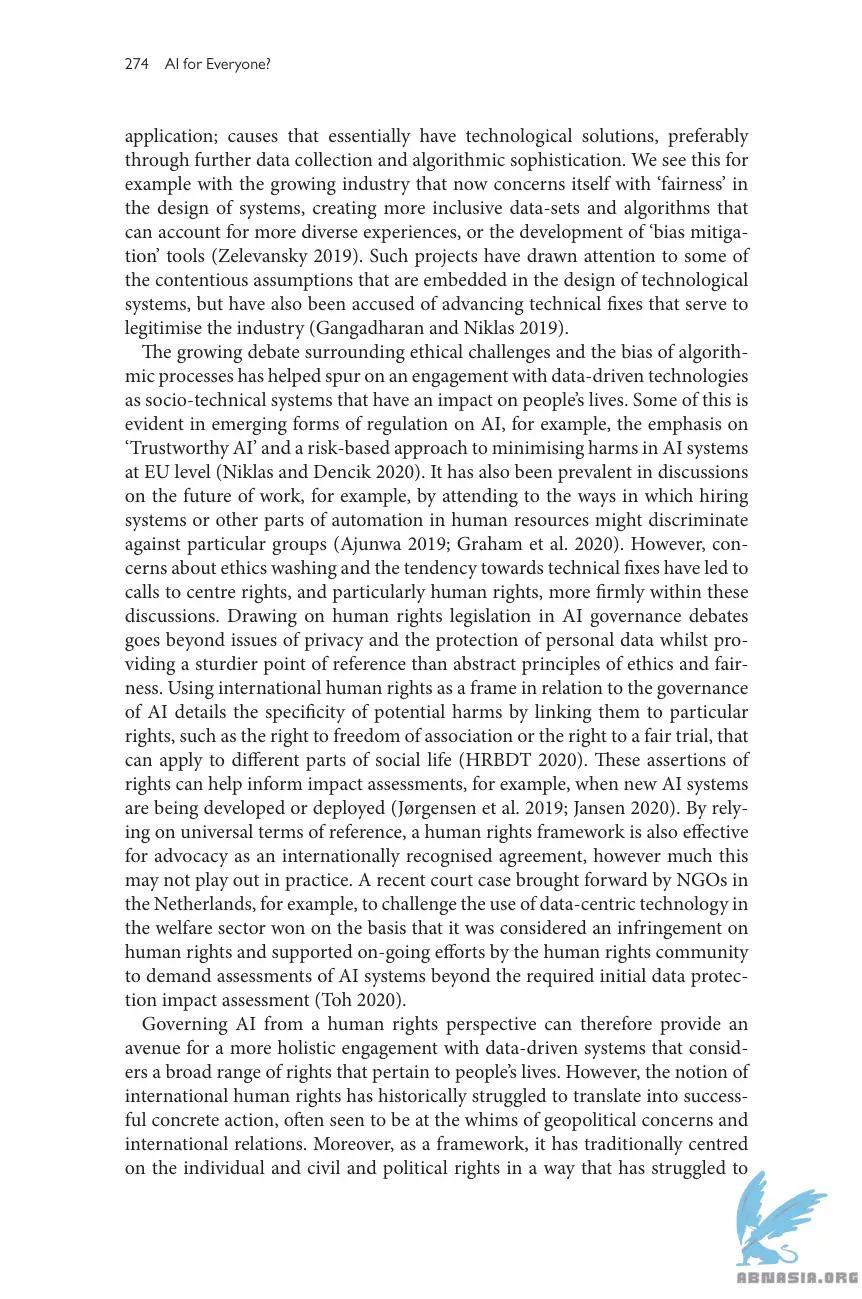 274 AI for Everyone?
application; causes that essentially have technological solutions, preferably
through further data collection and algorithmic sophistication. We see this for
example with the growing industry that now concerns itself with ‘fairness’ in
the design of systems, creating more inclusive data-sets and algorithms that
can account for more diverse experiences, or the development of ‘bias mitiga-
tion’ tools (Zelevansky 2019). Such projects have drawn attention to some of
the contentious assumptions that are embedded in the design of technological
systems, but have also been accused of advancing technical fixes that serve to
legitimise the industry (Gangadharan and Niklas 2019).
The growing debate surrounding ethical challenges and the bias of algorith-
mic processes has helped spur on an engagement with data-driven technologies
as socio-technical systems that have an impact on people’s lives. Some of this is
evident in emerging forms of regulation on AI, for example, the emphasis on
‘Trustworthy AI’ and a risk-based approach to minimising harms in AI systems
at EU level (Niklas and Dencik 2020). It has also been prevalent in discussions
on the future of work, for example, by attending to the ways in which hiring
systems or other parts of automation in human resources might discriminate
against particular groups (Ajunwa 2019; Graham et al. 2020). However, con-
cerns about ethics washing and the tendency towards technical fixes have led to
calls to centre rights, and particularly human rights, more firmly within these
discussions. Drawing on human rights legislation in AI governance debates
goes beyond issues of privacy and the protection of personal data whilst pro-
viding a sturdier point of reference than abstract principles of ethics and fair-
ness. Using international human rights as a frame in relation to the governance
of AI details the specificity of potential harms by linking them to particular
rights, such as the right to freedom of association or the right to a fair trial, that
can apply to different parts of social life (HRBDT 2020). These assertions of
rights can help inform impact assessments, for example, when new AI systems
are being developed or deployed (Jørgensen et al. 2019; Jansen 2020). By rely-
ing on universal terms of reference, a human rights framework is also effective
for advocacy as an internationally recognised agreement, however much this
may not play out in practice. A recent court case brought forward by NGOs in
the Netherlands, for example, to challenge the use of data-centric technology in
the welfare sector won on the basis that it was considered an infringement on
human rights and supported on-going efforts by the human rights community
to demand assessments of AI systems beyond the required initial data protec-
tion impact assessment (Toh 2020).
Governing AI from a human rights perspective can therefore provide an
avenue for a more holistic engagement with data-driven systems that consid-
ers a broad range of rights that pertain to people’s lives. However, the notion of
international human rights has historically struggled to translate into success-
ful concrete action, often seen to be at the whims of geopolitical concerns and
international relations. Moreover, as a framework, it has traditionally centred
on the individual and civil and political rights in a way that has struggled to
ABNASIA.ORG